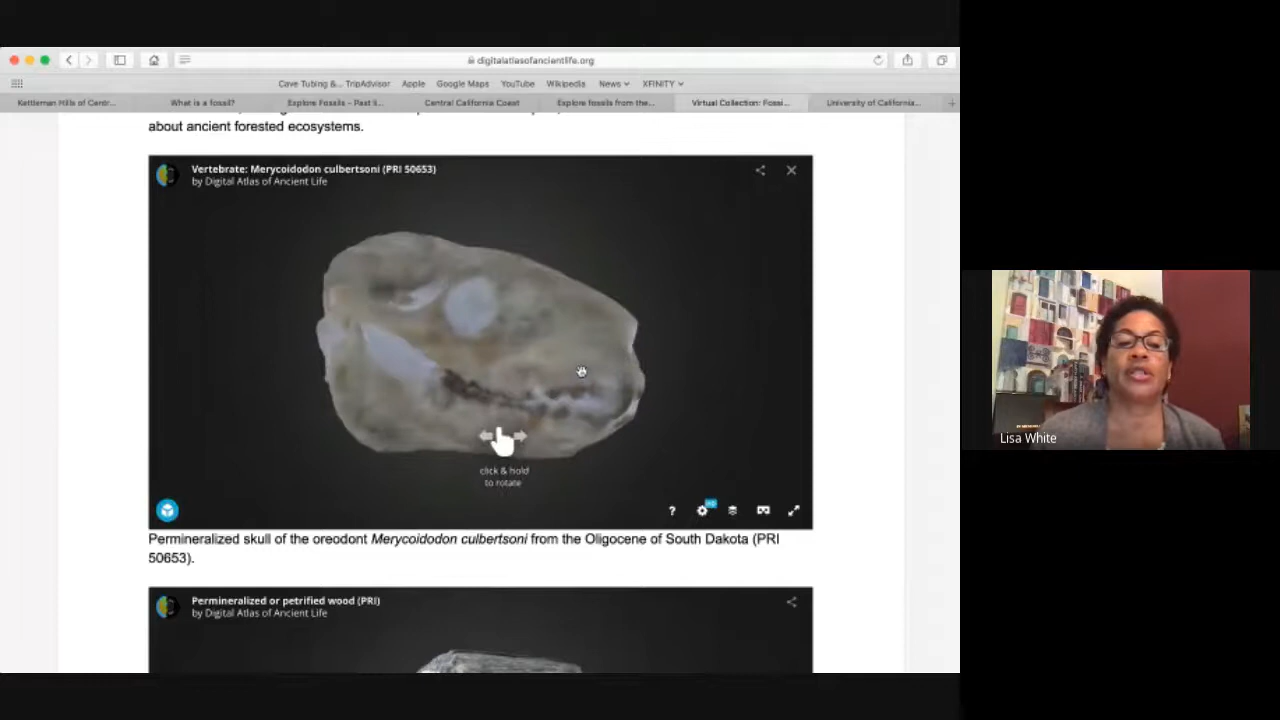 digitalatlasofancientlife.org
Cave Tubing &... TripAdvisor Apple Google Maps YouTube Wikipedia News XFINITY
Kettleman Hills of Centr... What is a fossil? Explore Fossils – Past li... Central California Coast Explore fossils from the... Virtual Collection: Fossi... University of California...
about ancient forested ecosystems.
Vertebrate: Merycoidodon culbertsoni (PRI 50653)
by Digital Atlas of Ancient Life
click & hold
to rotate
?
HD
Permineralized skull of the oreodont Merycoidodon culbertsoni from the Oligocene of South Dakota (PRI
50653).
Permineralized or petrified wood (PRI)
by Digital Atlas of Ancient Life
Lisa White